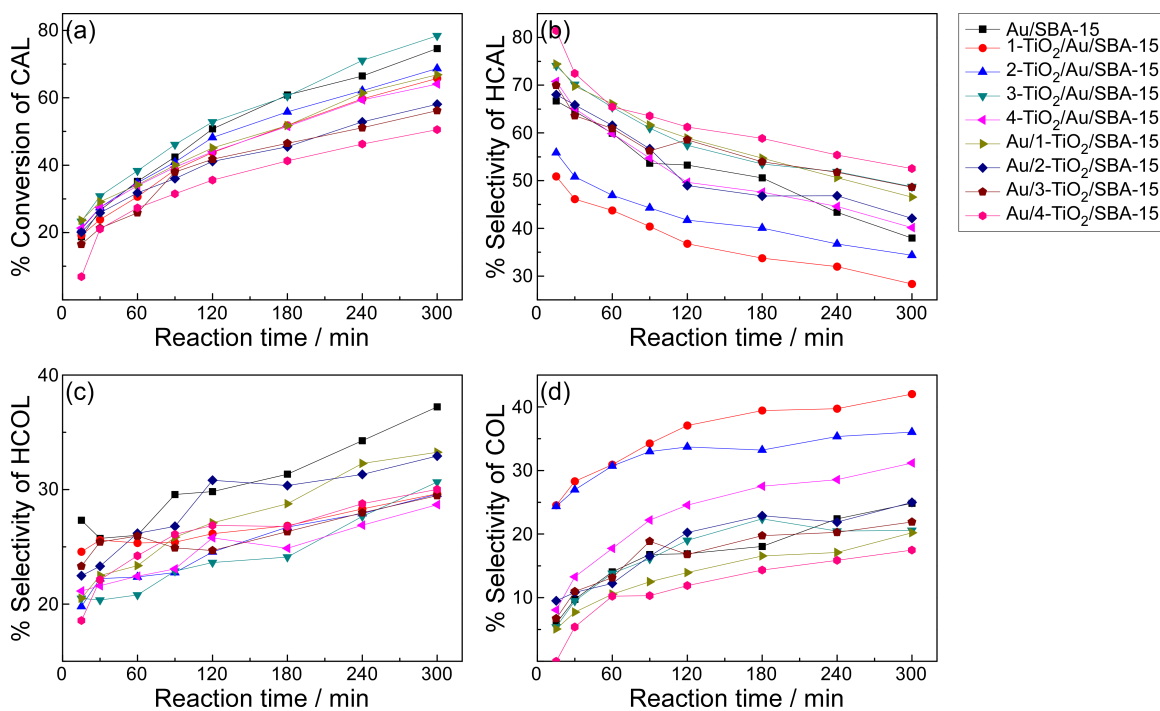 (a)
% Conversion of CAL
80
60
40
20
0 60 120 180 240 300
Reaction time / min
(b)
% Selectivity of HCAL
80
70
60
50
40
30
0 60 120 180 240 300
Reaction time / min
Au/SBA-15
1-TiO₂/Au/SBA-15
2-TiO₂/Au/SBA-15
3-TiO₂/Au/SBA-15
4-TiO₂/Au/SBA-15
Au/1-TiO₂/SBA-15
Au/2-TiO₂/SBA-15
Au/3-TiO₂/SBA-15
Au/4-TiO₂/SBA-15
(c)
% Selectivity of HCOL
40
30
20
0 60 120 180 240 300
Reaction time / min
(d)
% Selectivity of COL
40
30
20
10
0 60 120 180 240 300
Reaction time / min